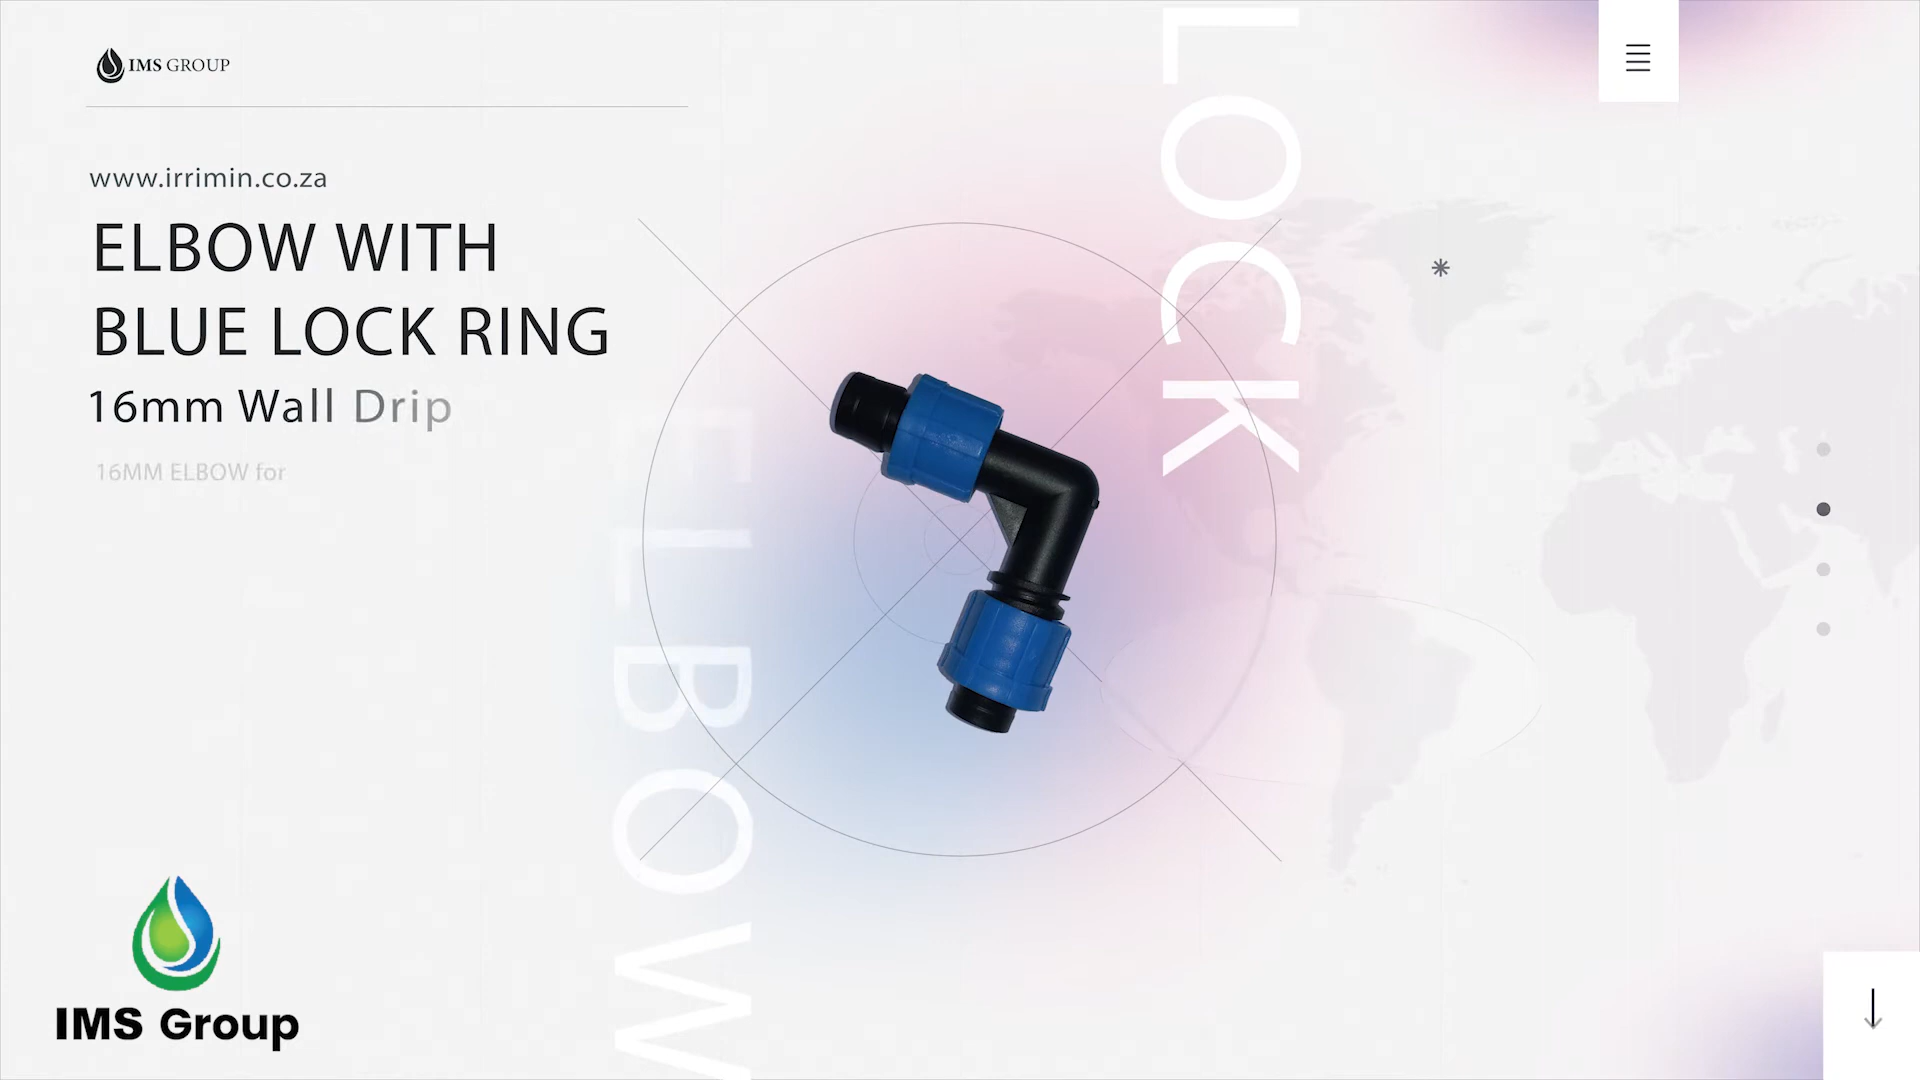 IMS GROUP
www.irrimin.co.za
ELBOW WITH
BLUE LOCK RING
16mm Wall Drip
16MM ELBOW for
LOCK
ELBOW
IMS Group